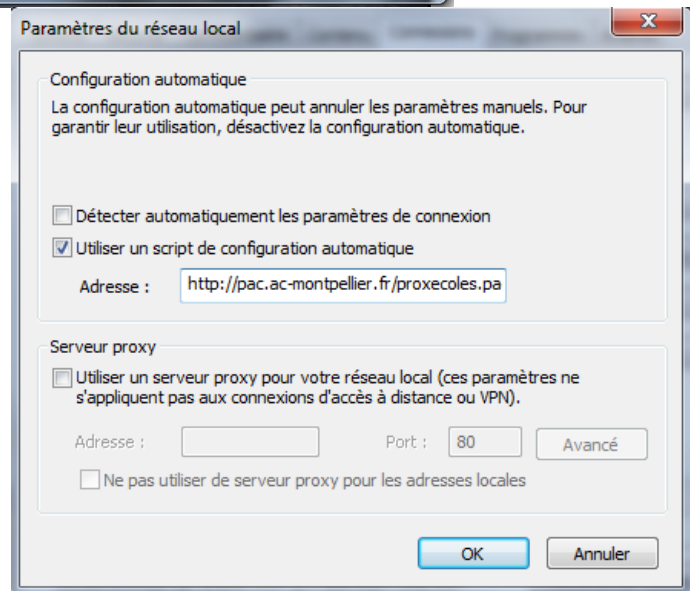 Paramètres du réseau local
Configuration automatique
La configuration automatique peut annuler les paramètres manuels. Pour
garantir leur utilisation, désactivez la configuration automatique.
Détecter automatiquement les paramètres de connexion
Utiliser un script de configuration automatique
Adresse : http://pac.ac-montpellier.fr/proxecoles.pa
Serveur proxy
Utiliser un serveur proxy pour votre réseau local (ces paramètres ne
s'appliquent pas aux connexions d'accès à distance ou VPN).
Adresse : Port : 80 Avancé
Ne pas utiliser de serveur proxy pour les adresses locales
OK Annuler